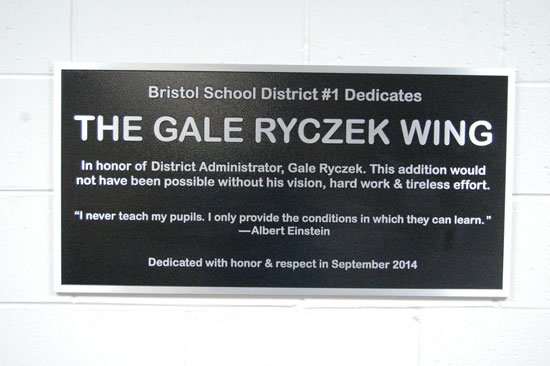 Bristol School District #1 Dedicates
THE GALE RYCZEK WING
In honor of District Administrator, Gale Ryczek. This addition would
not have been possible without his vision, hard work & tireless effort.
“I never teach my pupils. I only provide the conditions in which they can learn.”
—Albert Einstein
Dedicated with honor & respect in September 2014